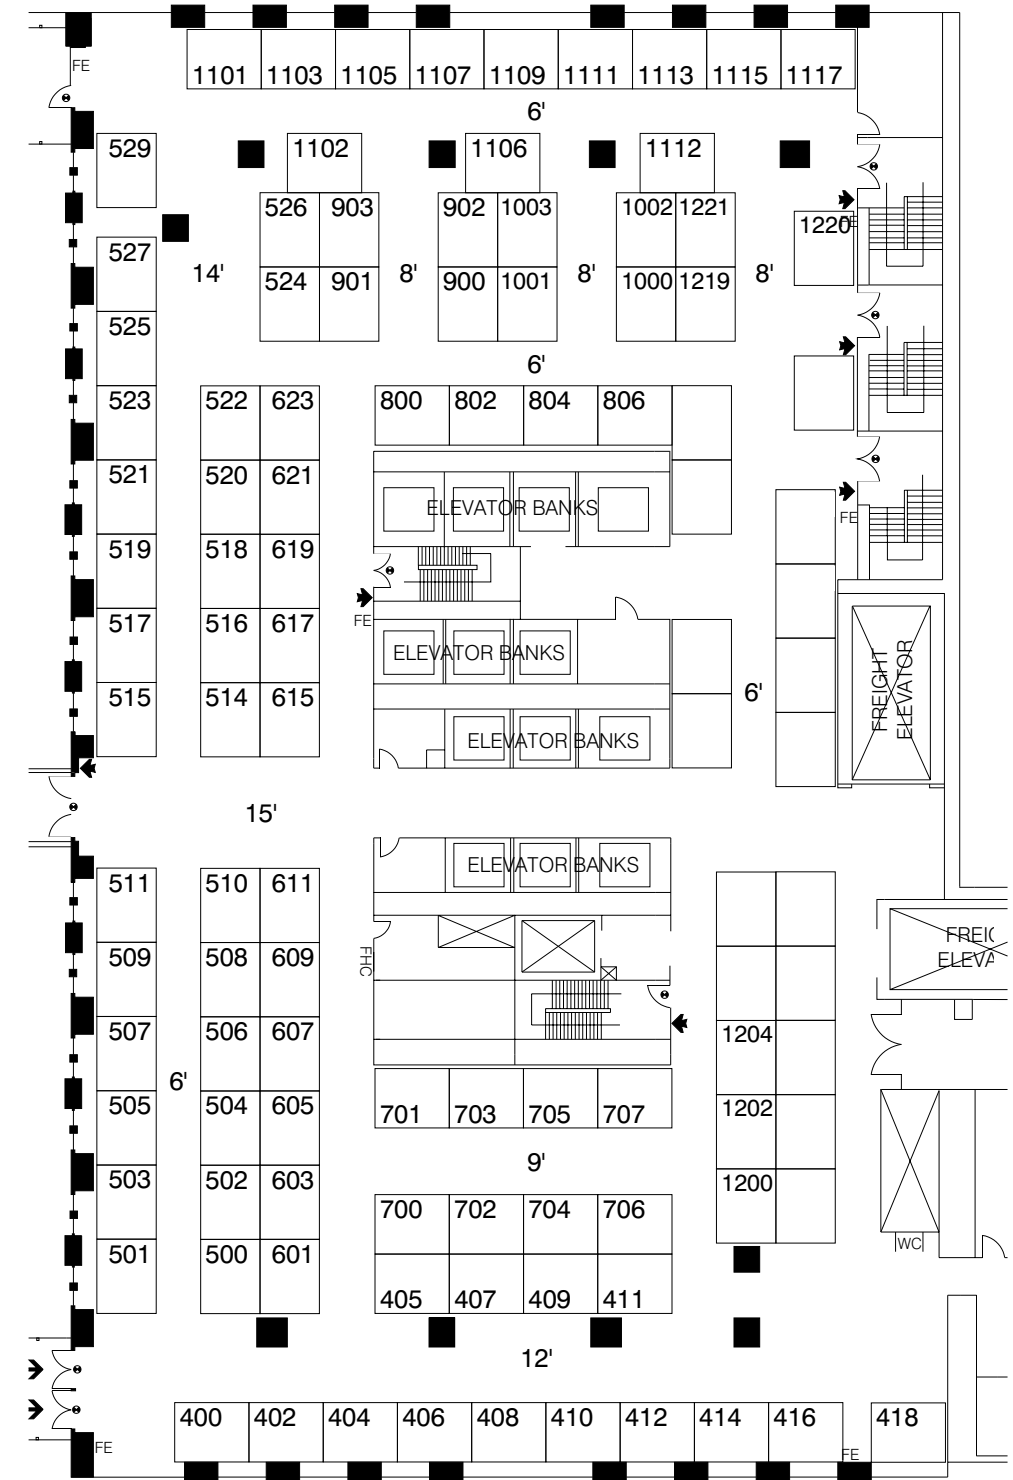 FE
1101 1103 1105 1107 1109 1111 1113 1115 1117
6'
529 1102 1106 1112
526 903 902 1003 1002 1221 1220 FE
527 14' 524 901 8' 900 1001 8' 1000 1219 8'
525
6'
523 522 623 800 802 804 806
521 520 621
ELEVATOR BANKS
FE
519 518 619
FE
517 516 617
ELEVATOR BANKS
FREIGHT
ELEVATOR
515 514 615 6'
ELEVATOR BANKS
15'
ELEVATOR BANKS
511 510 611
FREIC
ELEVA
509 508 609 FHC
507 506 607 1204
6'
505 504 605 701 703 705 707 1202
9'
503 502 603 1200
700 702 704 706
WC
501 500 601
405 407 409 411
12'
400 402 404 406 408 410 412 414 416 418
FE FE